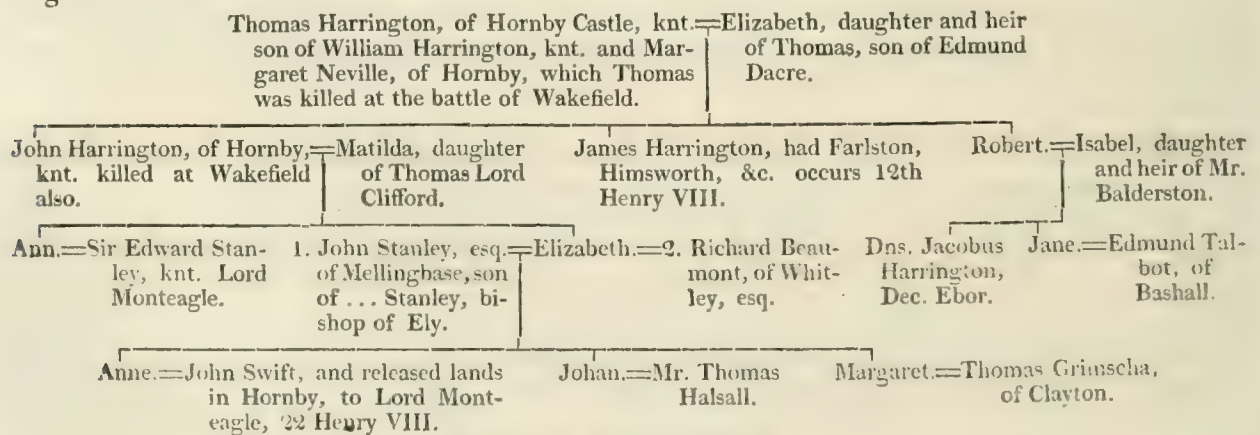 Thomas Harrington, of Hornby Castle, knt.=Elizabeth, daughter and heir
son of William Harrington, knt. and Mar-
garet Neville, of Hornby, which Thomas
was killed at the battle of Wakefield.
of Thomas, son of Edmund
Dacre.
John Harrington, of Hornby,=Matilda, daughter
knt. killed at Wakefield
also.
of Thomas Lord
Clifford.
James Harrington, had Farlston,
Himsworth, &c. occurs 12th
Henry VIII.
Robert.=Isabel, daughter
and heir of Mr.
Balderston.
Ann.=Sir Edward Stan-
ley, knt. Lord
Monteagle.
1. John Stanley, esq.=Elizabeth.=2. Richard Beau-
of Mellingbase, son
of ... Stanley, bi-
shop of Ely.
mont, of Whit-
ley, esq.
Dns. Jacobus
Harrington,
Dec. Ebor.
Jane.=Edmund Tal-
bot, of
Bashall.
Anne.=John Swift, and released lands
in Hornby, to Lord Mont-
eagle, 22 Henry VIII.
Johan.=Mr. Thomas
Halsall.
Margaret.=Thomas Grimscha,
of Clayton.